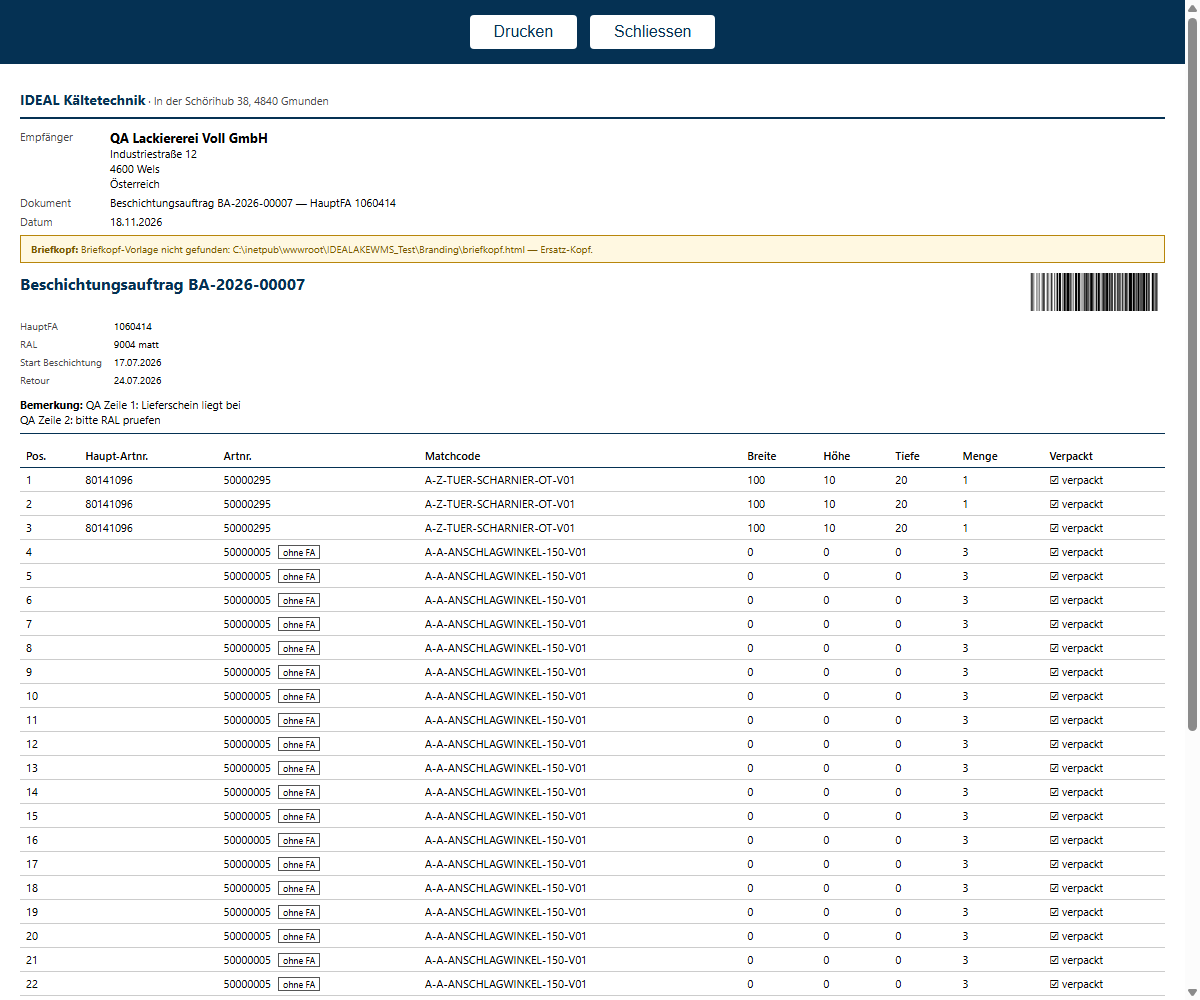 Drucken Schliessen
IDEAL Kältetechnik · In der Schörihub 38, 4840 Gmunden
Empfänger QA Lackiererei Voll GmbH
Industriestraße 12
4600 Wels
Österreich
Dokument Beschichtungsauftrag BA-2026-00007 — HauptFA 1060414
Datum 18.11.2026
Briefkopf: Briefkopf-Vorlage nicht gefunden: C:\inetpub\wwwroot\IDEALAKEWMS_Test\Branding\briefkopf.html — Ersatz-Kopf.
Beschichtungsauftrag BA-2026-00007
HauptFA 1060414
RAL 9004 matt
Start Beschichtung 17.07.2026
Retour 24.07.2026
Bemerkung: QA Zeile 1: Lieferschein liegt bei
QA Zeile 2: bitte RAL pruefen
Pos. Haupt-Artnr. Artnr. Matchcode Breite Höhe Tiefe Menge Verpackt
1 80141096 50000295 A-Z-TUER-SCHARNIER-OT-V01 100 10 20 1 ☑ verpackt
2 80141096 50000295 A-Z-TUER-SCHARNIER-OT-V01 100 10 20 1 ☑ verpackt
3 80141096 50000295 A-Z-TUER-SCHARNIER-OT-V01 100 10 20 1 ☑ verpackt
4 50000005 ohne FA A-A-ANSCHLAGWINKEL-150-V01 0 0 0 3 ☑ verpackt
5 50000005 ohne FA A-A-ANSCHLAGWINKEL-150-V01 0 0 0 3 ☑ verpackt
6 50000005 ohne FA A-A-ANSCHLAGWINKEL-150-V01 0 0 0 3 ☑ verpackt
7 50000005 ohne FA A-A-ANSCHLAGWINKEL-150-V01 0 0 0 3 ☑ verpackt
8 50000005 ohne FA A-A-ANSCHLAGWINKEL-150-V01 0 0 0 3 ☑ verpackt
9 50000005 ohne FA A-A-ANSCHLAGWINKEL-150-V01 0 0 0 3 ☑ verpackt
10 50000005 ohne FA A-A-ANSCHLAGWINKEL-150-V01 0 0 0 3 ☑ verpackt
11 50000005 ohne FA A-A-ANSCHLAGWINKEL-150-V01 0 0 0 3 ☑ verpackt
12 50000005 ohne FA A-A-ANSCHLAGWINKEL-150-V01 0 0 0 3 ☑ verpackt
13 50000005 ohne FA A-A-ANSCHLAGWINKEL-150-V01 0 0 0 3 ☑ verpackt
14 50000005 ohne FA A-A-ANSCHLAGWINKEL-150-V01 0 0 0 3 ☑ verpackt
15 50000005 ohne FA A-A-ANSCHLAGWINKEL-150-V01 0 0 0 3 ☑ verpackt
16 50000005 ohne FA A-A-ANSCHLAGWINKEL-150-V01 0 0 0 3 ☑ verpackt
17 50000005 ohne FA A-A-ANSCHLAGWINKEL-150-V01 0 0 0 3 ☑ verpackt
18 50000005 ohne FA A-A-ANSCHLAGWINKEL-150-V01 0 0 0 3 ☑ verpackt
19 50000005 ohne FA A-A-ANSCHLAGWINKEL-150-V01 0 0 0 3 ☑ verpackt
20 50000005 ohne FA A-A-ANSCHLAGWINKEL-150-V01 0 0 0 3 ☑ verpackt
21 50000005 ohne FA A-A-ANSCHLAGWINKEL-150-V01 0 0 0 3 ☑ verpackt
22 50000005 ohne FA A-A-ANSCHLAGWINKEL-150-V01 0 0 0 3 ☑ verpackt